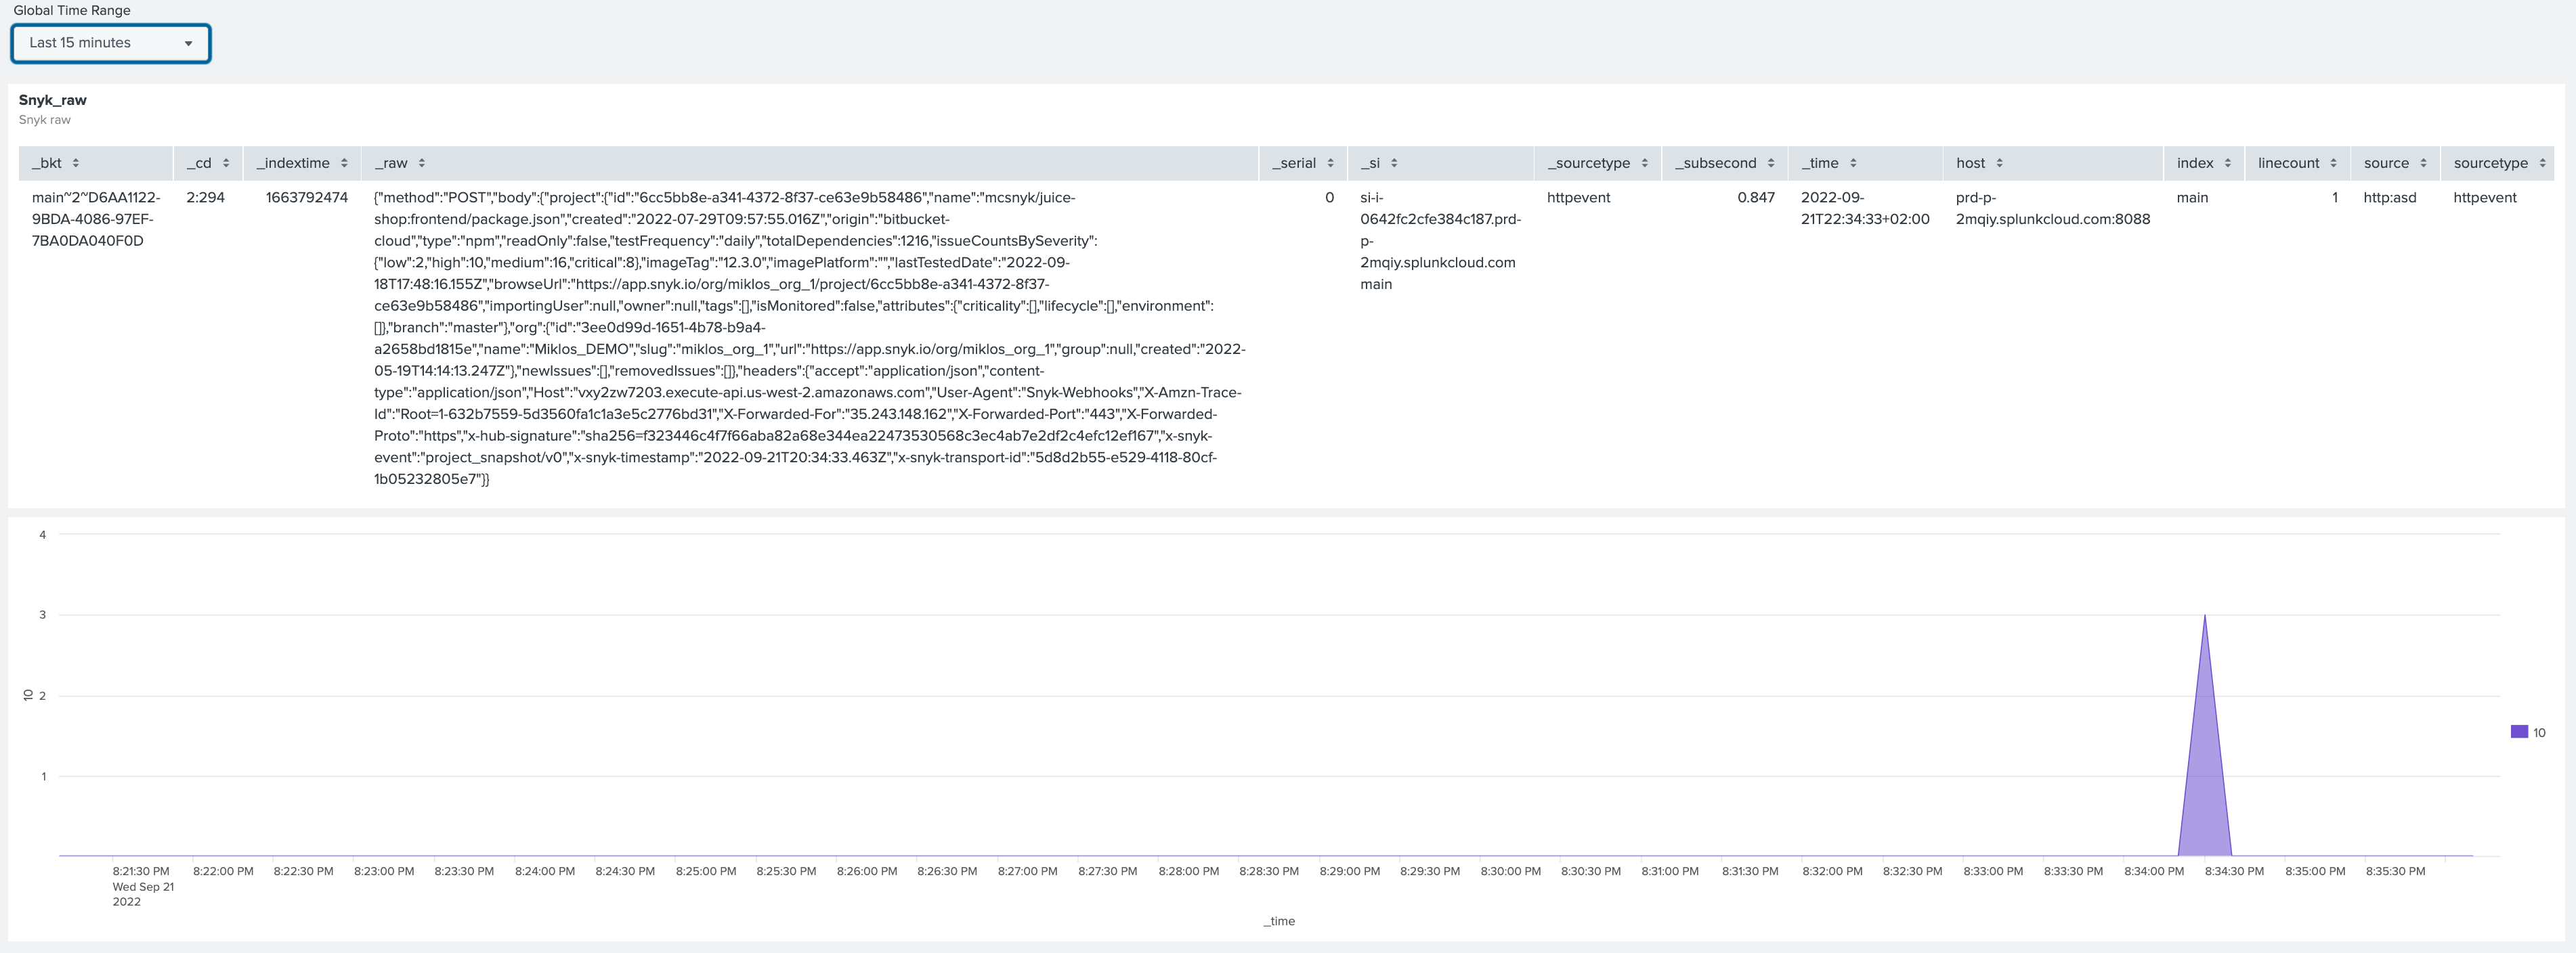 Global Time Range
Last 15 minutes
Snyk_raw
Snyk raw
_bkt _cd _indextime _raw _serial _si _sourcetype _subsecond _time host index linecount source sourcetype
main~2~D6AA1122-
9BDA-4086-97EF-
7BA0DA040F0D
2:294
1663792474
{"method":"POST","body":{"project":{"id":"6cc5bb8e-a341-4372-8f37-ce63e9b58486","name":"mcsnyk/juice-
shop:frontend/package.json","created":"2022-07-29T09:57:55.016Z","origin":"bitbucket-
cloud","type":"npm","readOnly":false,"testFrequency":"daily","totalDependencies":1216,"issueCountsBySeverity":
{"low":2,"high":10,"medium":16,"critical":8},"imageTag":"12.3.0","imagePlatform":"","lastTestedDate":"2022-09-
18T17:48:16.155Z","browseUrl":"https://app.snyk.io/org/miklos_org_1/project/6cc5bb8e-a341-4372-8f37-
ce63e9b58486","importingUser":null,"owner":null,"tags":[],"isMonitored":false,"attributes":{"criticality":[],"lifecycle":[],"environment":
[]},"branch":"master"},"org":{"id":"3ee0d99d-1651-4b78-b9a4-
a2658bd1815e","name":"Miklos_DEMO","slug":"miklos_org_1","url":"https://app.snyk.io/org/miklos_org_1","group":null,"created":"2022-
05-19T14:14:13.247Z"},"newIssues":[],"removedIssues":[]},"headers":{"accept":"application/json","content-
type":"application/json","Host":"vxy2zw7203.execute-api.us-west-2.amazonaws.com","User-Agent":"Snyk-Webhooks","X-Amzn-Trace-
Id":"Root=1-632b7559-5d3560fa1c1a3e5c2776bd31","X-Forwarded-For":"35.243.148.162","X-Forwarded-Port":"443","X-Forwarded-
Proto":"https","x-hub-signature":"sha256=f323446c4f7f66aba82a68e344ea22473530568c3ec4ab7e2df2c4efc12ef167","x-snyk-
event":"project_snapshot/v0","x-snyk-timestamp":"2022-09-21T20:34:33.463Z","x-snyk-transport-id":"5d8d2b55-e529-4118-80cf-
1b05232805e7"}}
0
si-i-
0642fc2cfe384c187.prd-
p-
2mqiy.splunkcloud.com
main
httpevent
0.847
2022-09-
21T22:34:33+02:00
prd-p-
2mqiy.splunkcloud.com:8088
main
1
http:asd
httpevent
4
3
2
1
10
10
8:21:30 PM 8:22:00 PM 8:22:30 PM 8:23:00 PM 8:23:30 PM 8:24:00 PM 8:24:30 PM 8:25:00 PM 8:25:30 PM 8:26:00 PM 8:26:30 PM 8:27:00 PM 8:27:30 PM 8:28:00 PM 8:28:30 PM 8:29:00 PM 8:29:30 PM 8:30:00 PM 8:30:30 PM 8:31:00 PM 8:31:30 PM 8:32:00 PM 8:32:30 PM 8:33:00 PM 8:33:30 PM 8:34:00 PM 8:34:30 PM 8:35:00 PM 8:35:30 PM
Wed Sep 21
2022
_time